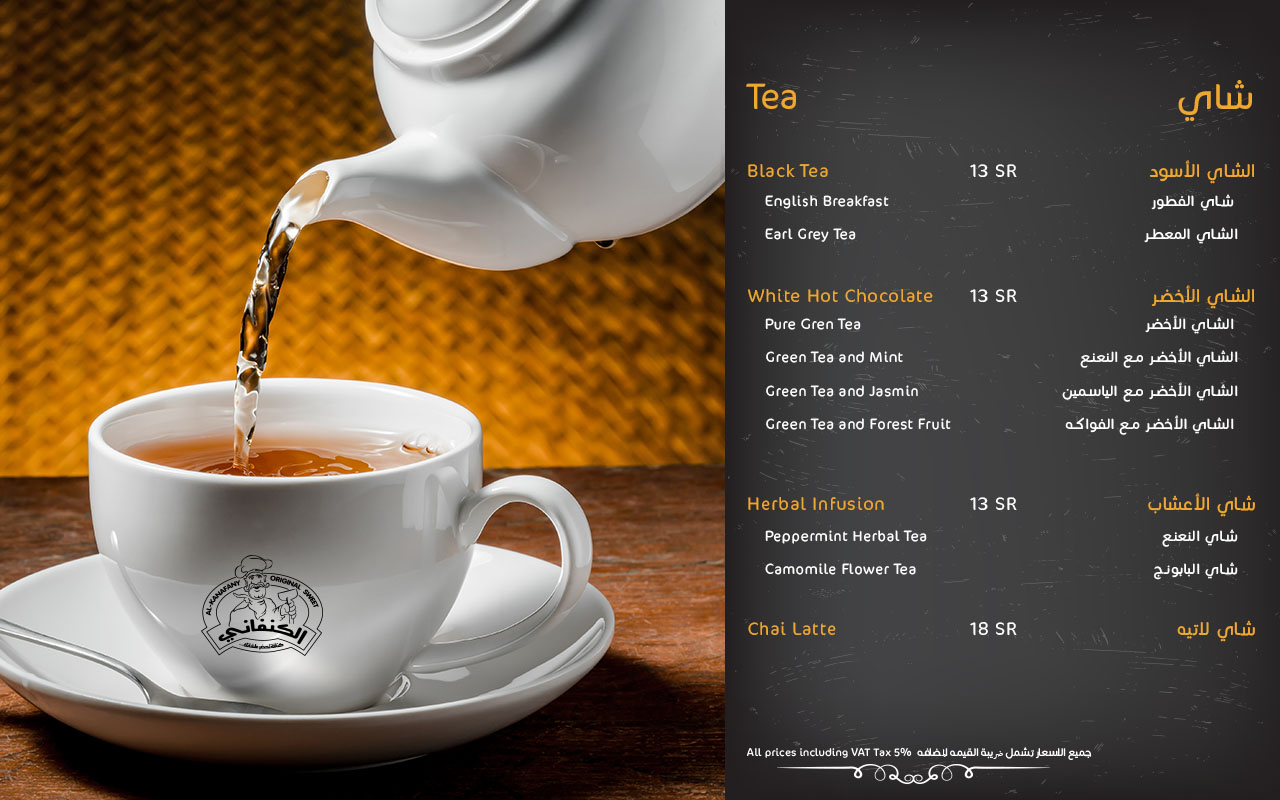 Tea شاي
Black Tea 13 SR الشاي الأسود
English Breakfast شاي الفطور
Earl Grey Tea الشاي المعطر
White Hot Chocolate 13 SR الشاي الأخضر
Pure Gren Tea الشاي الأخضر
Green Tea and Mint الشاي الأخضر مع النعنع
Green Tea and Jasmin الشاي الأخضر مع الياسمين
Green Tea and Forest Fruit الشاي الأخضر مع الفواكه
Herbal Infusion 13 SR شاي الأعشاب
Peppermint Herbal Tea شاي النعنع
Camomile Flower Tea شاي البابونج
Chai Latte 18 SR شاي لاتيه
All prices including VAT Tax 5% جميع الاسعار تشمل ضريبة القيمه لاضافه
AL-KANAFANY ORIGINAL SWEET
الكنفاني